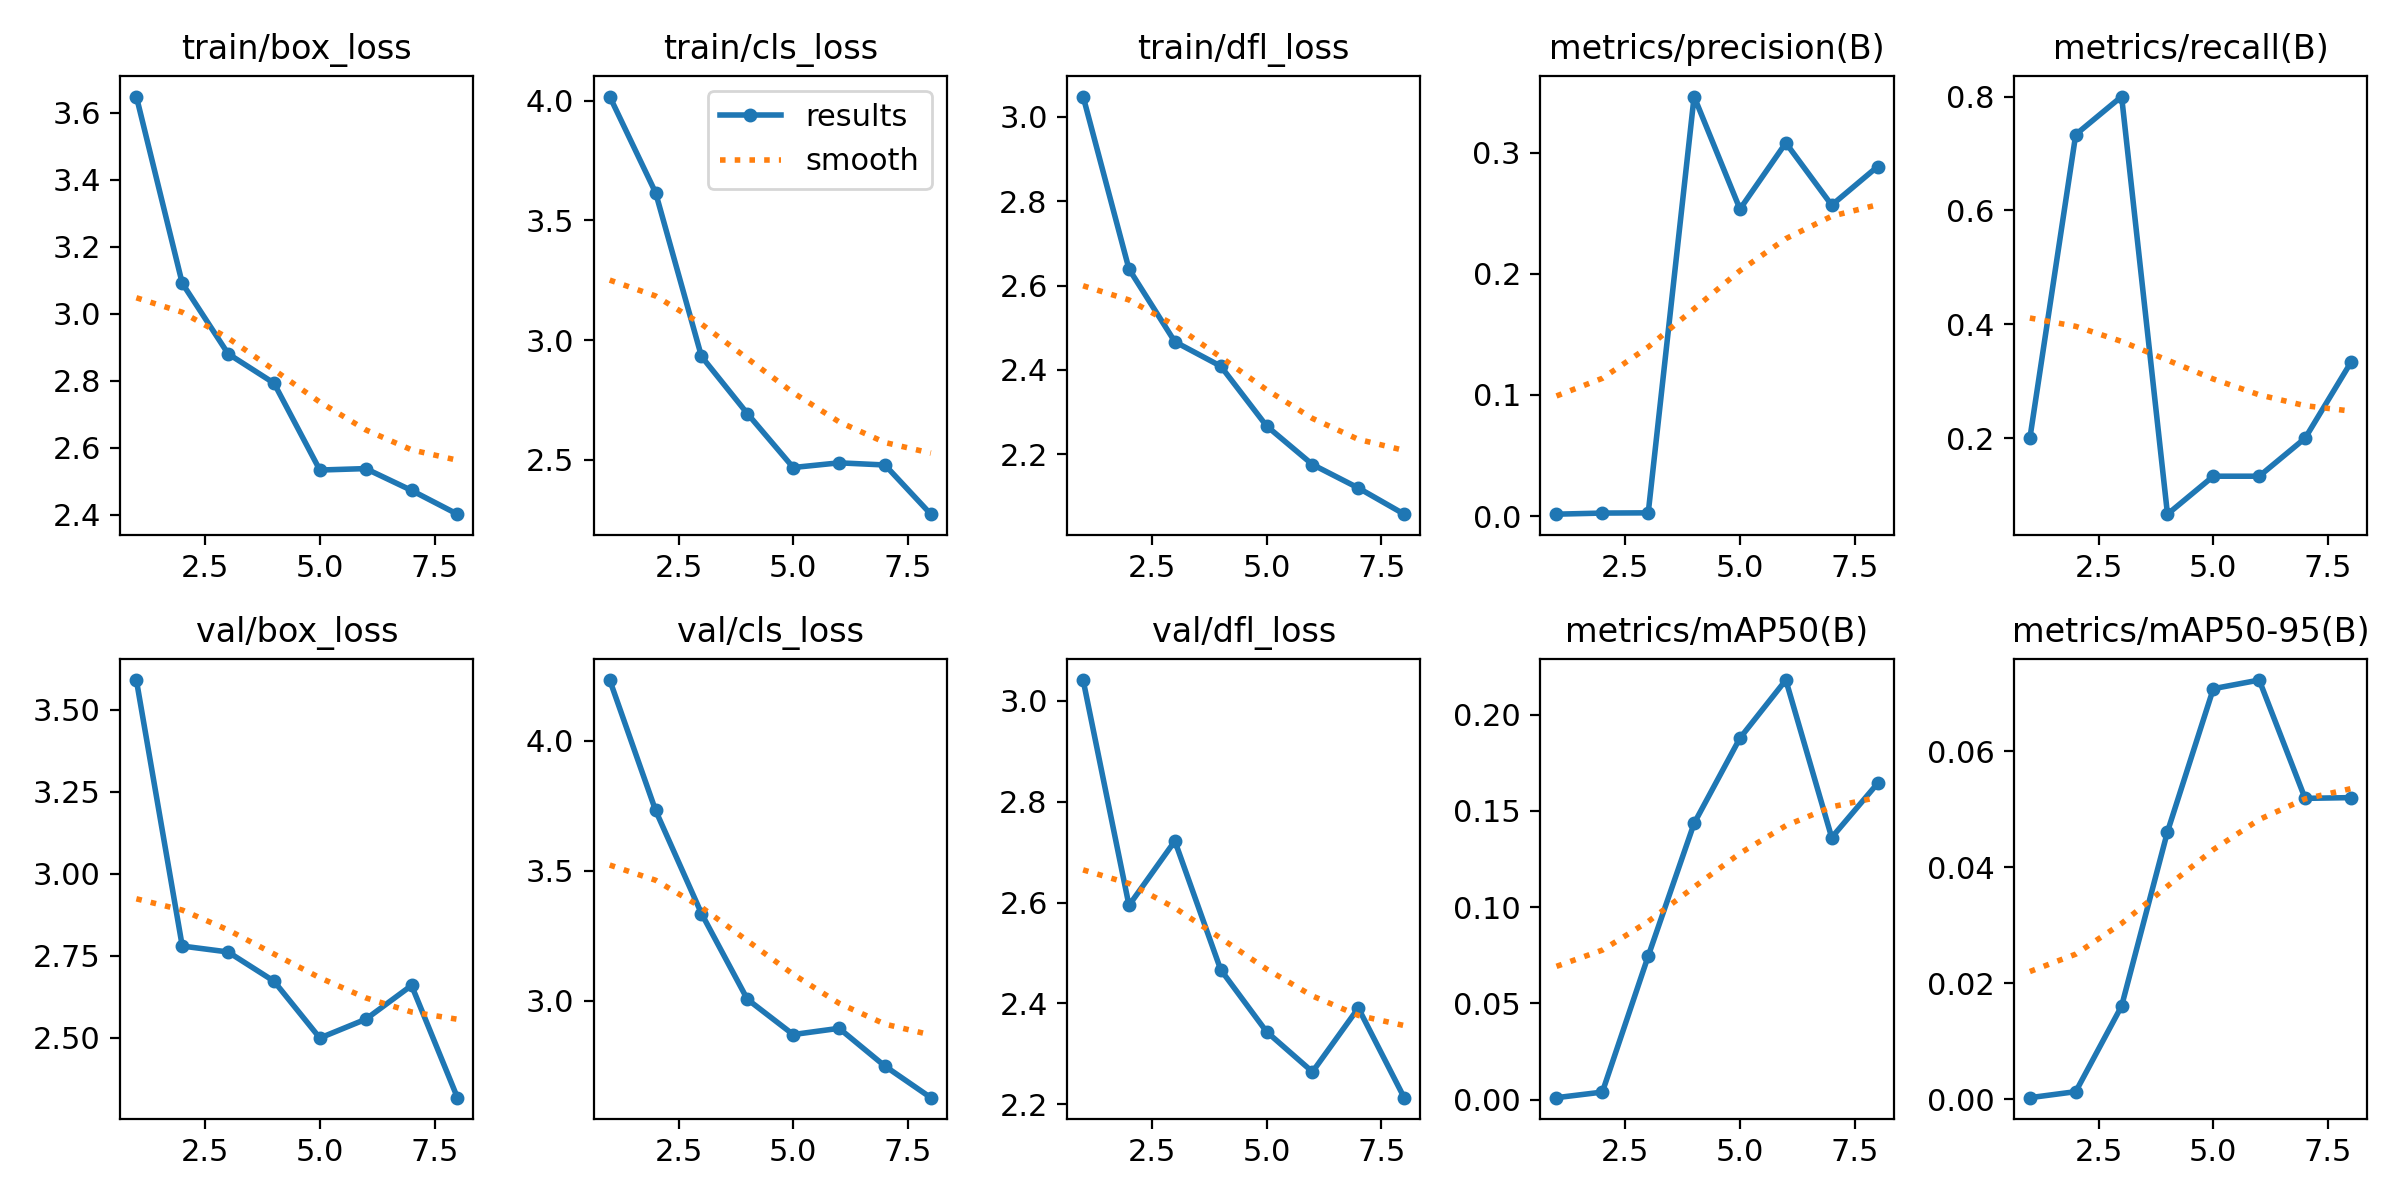 train/box_loss
train/cls_loss
train/dfl_loss
metrics/precision(B)
metrics/recall(B)
3.6
3.4
3.2
3.0
2.8
2.6
2.4
2.5 5.0 7.5
4.0
3.5
3.0
2.5
results
smooth
2.5 5.0 7.5
3.0
2.8
2.6
2.4
2.2
2.5 5.0 7.5
0.3
0.2
0.1
0.0
2.5 5.0 7.5
0.8
0.6
0.4
0.2
2.5 5.0 7.5
val/box_loss
val/cls_loss
val/dfl_loss
metrics/mAP50(B)
metrics/mAP50-95(B)
3.50
3.25
3.00
2.75
2.50
2.5 5.0 7.5
4.0
3.5
3.0
2.5 5.0 7.5
3.0
2.8
2.6
2.4
2.2
2.5 5.0 7.5
0.20
0.15
0.10
0.05
0.00
2.5 5.0 7.5
0.06
0.04
0.02
0.00
2.5 5.0 7.5